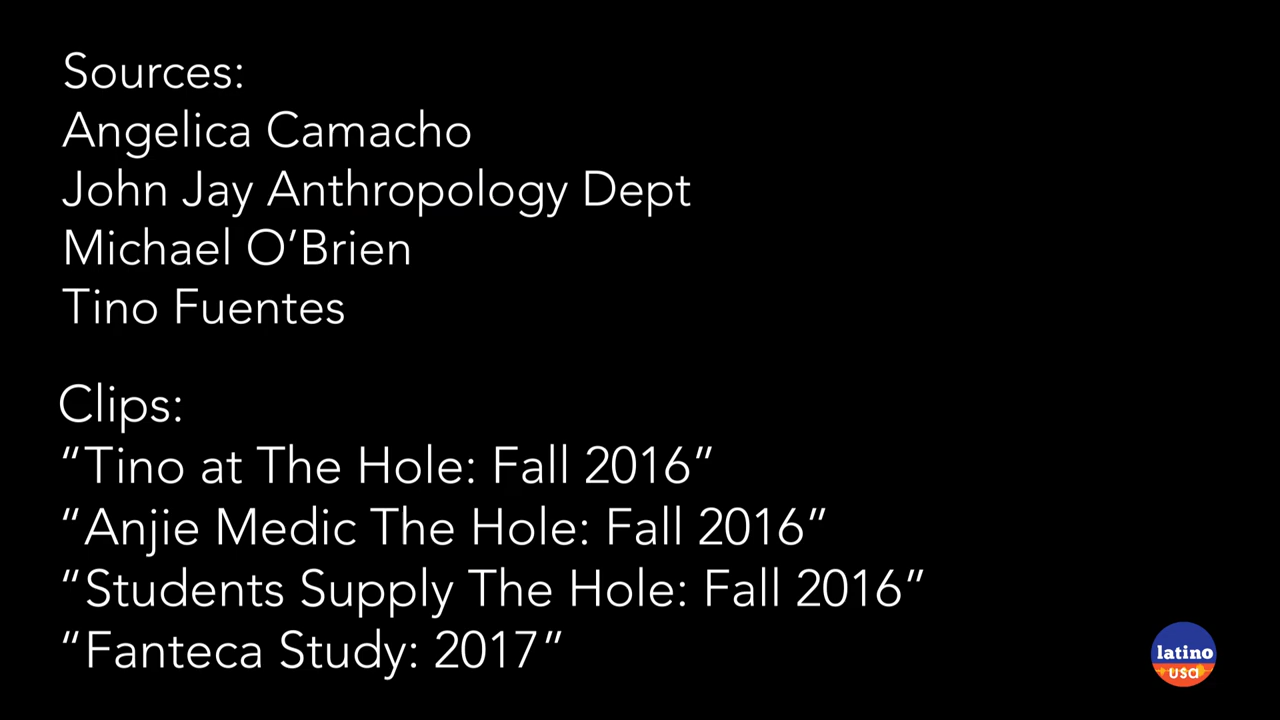 Sources:
Angelica Camacho
John Jay Anthropology Dept
Michael O’Brien
Tino Fuentes
Clips:
“Tino at The Hole: Fall 2016”
“Anjie Medic The Hole: Fall 2016”
“Students Supply The Hole: Fall 2016”
“Fanteca Study: 2017”
latino
usa